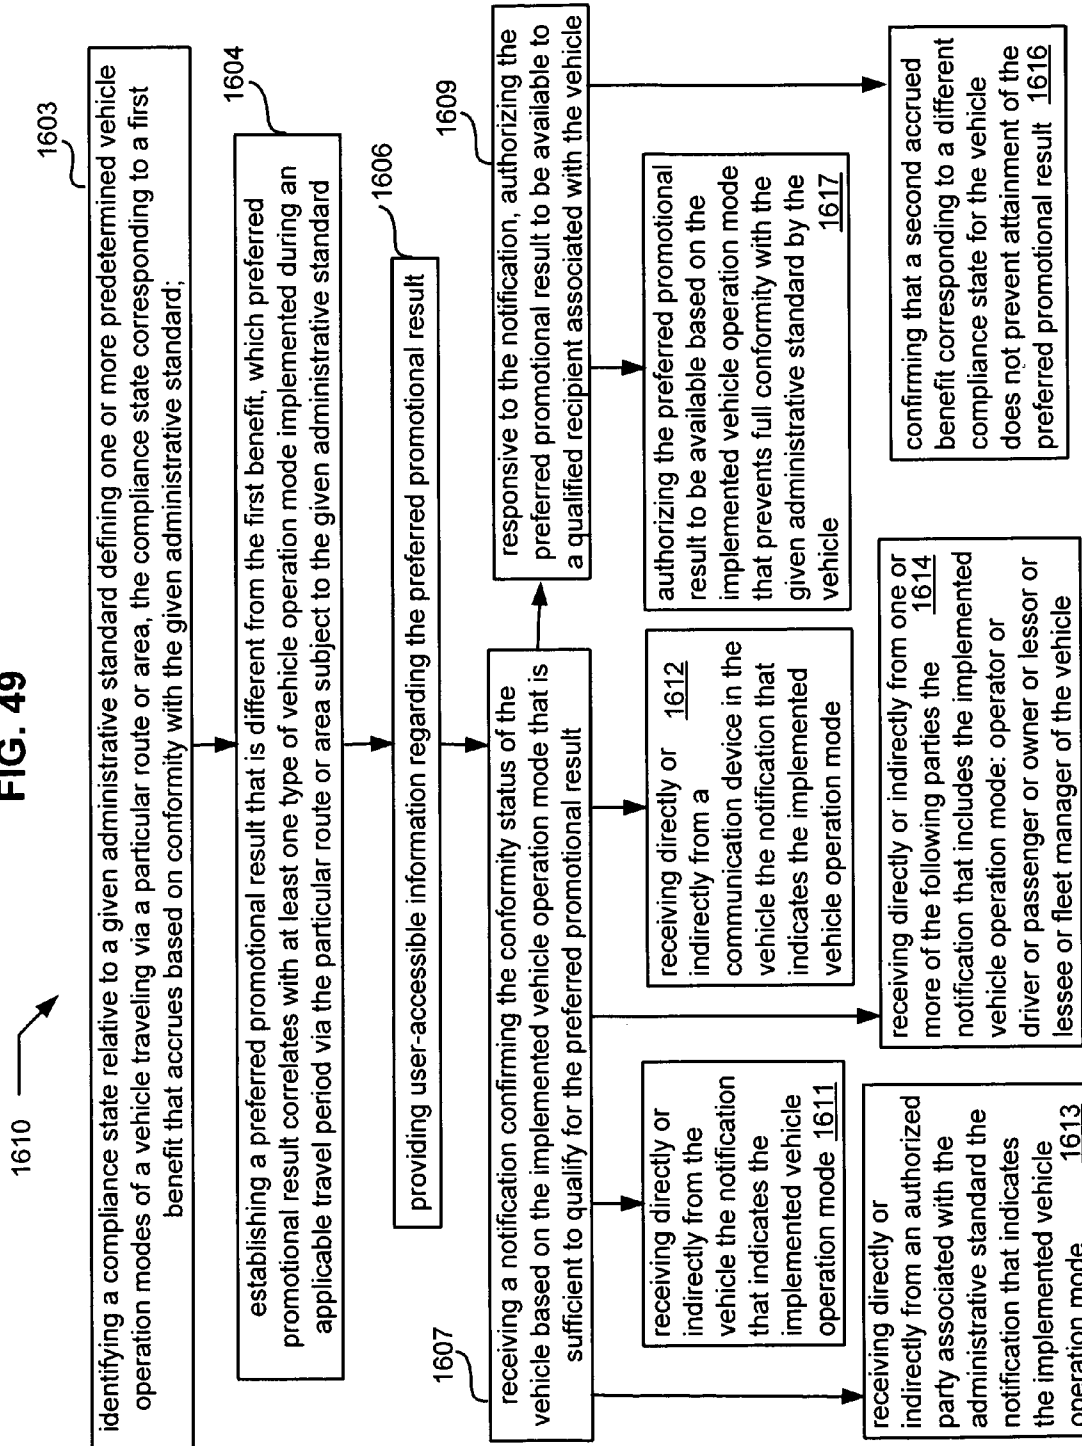 FIG. 49
1610
1603
identifying a compliance state relative to a given administrative standard defining one or more predetermined vehicle
operation modes of a vehicle traveling via a particular route or area, the compliance state corresponding to a first
benefit that accrues based on conformity with the given administrative standard;
1604
establishing a preferred promotional result that is different from the first benefit, which preferred
promotional result correlates with at least one type of vehicle operation mode implemented during an
applicable travel period via the particular route or area subject to the given administrative standard
1606
providing user-accessible information regarding the preferred promotional result
1607
receiving a notification confirming the conformity status of the
vehicle based on the implemented vehicle operation mode that is
sufficient to qualify for the preferred promotional result
1609
responsive to the notification, authorizing the
preferred promotional result to be available to
a qualified recipient associated with the vehicle
receiving directly or
indirectly from the
vehicle the notification
that indicates the
implemented vehicle
operation mode 1611
receiving directly or
indirectly from a 1612
communication device in the
vehicle the notification that
indicates the implemented
vehicle operation mode
authorizing the preferred promotional
result to be available based on the
implemented vehicle operation mode
that prevents full conformity with the
given administrative standard by the
vehicle 1617
receiving directly or
indirectly from an authorized
party associated with the
administrative standard the
notification that indicates
the implemented vehicle
operation mode 1613
receiving directly or indirectly from one or
more of the following parties the 1614
notification that includes the implemented
vehicle operation mode: operator or
driver or passenger or owner or lessor or
lessee or fleet manager of the vehicle
confirming that a second accrued
benefit corresponding to a different
compliance state for the vehicle
does not prevent attainment of the
preferred promotional result 1616